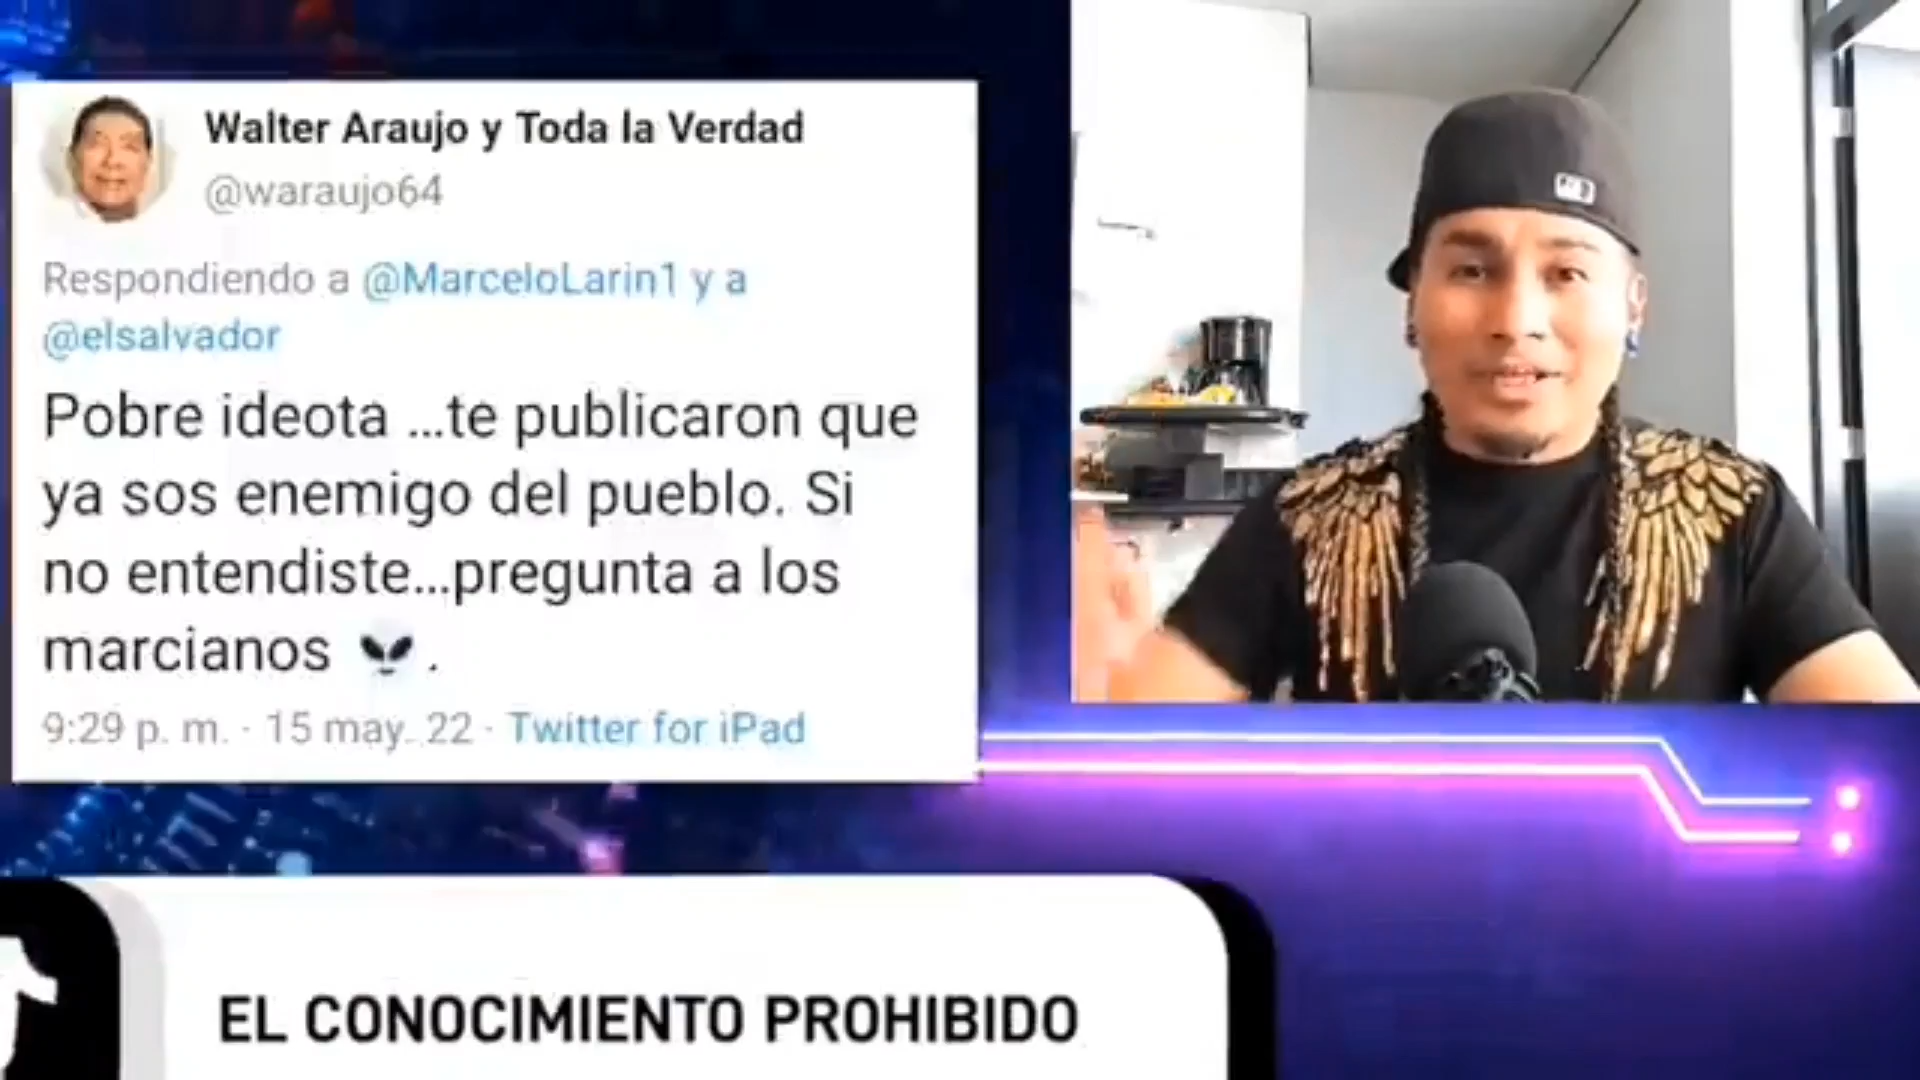 Walter Araujo y Toda la Verdad
@waraujo64
Respondiendo a @MarceloLarin1 y a
@elsalvador
Pobre ideota ...te publicaron que
ya sos enemigo del pueblo. Si
no entendiste...pregunta a los
marcianos 👽 .
9:29 p. m. · 15 may. 22 · Twitter for iPad
EL CONOCIMIENTO PROHIBIDO